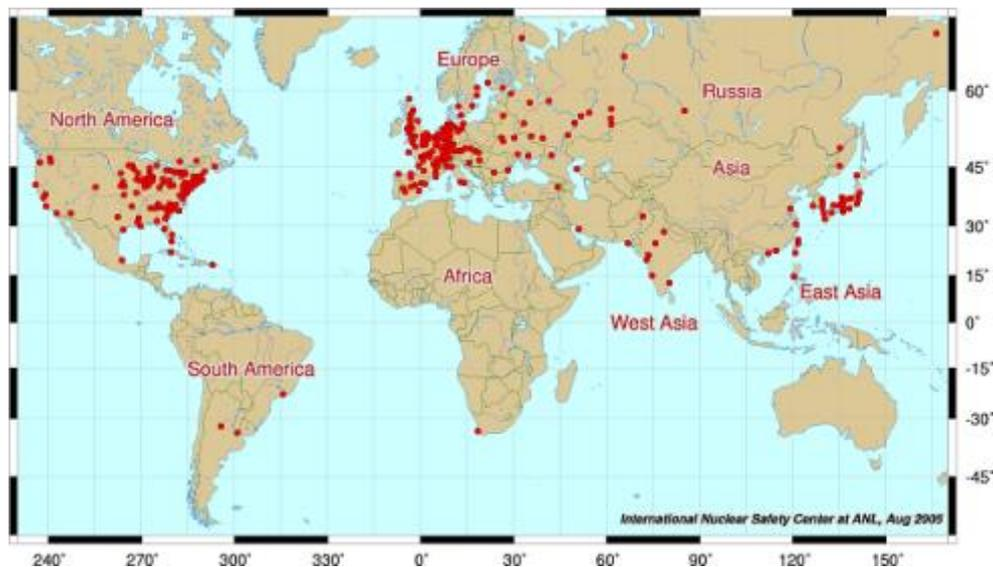 Europe
Russia
North America
Asia
Africa
East Asia
West Asia
South America
60°
45°
30°
15°
0°
-15°
-30°
-45°
International Nuclear Safety Center at ANL, Aug 2005
240° 270° 300° 330° 0° 30° 60° 90° 120° 150°